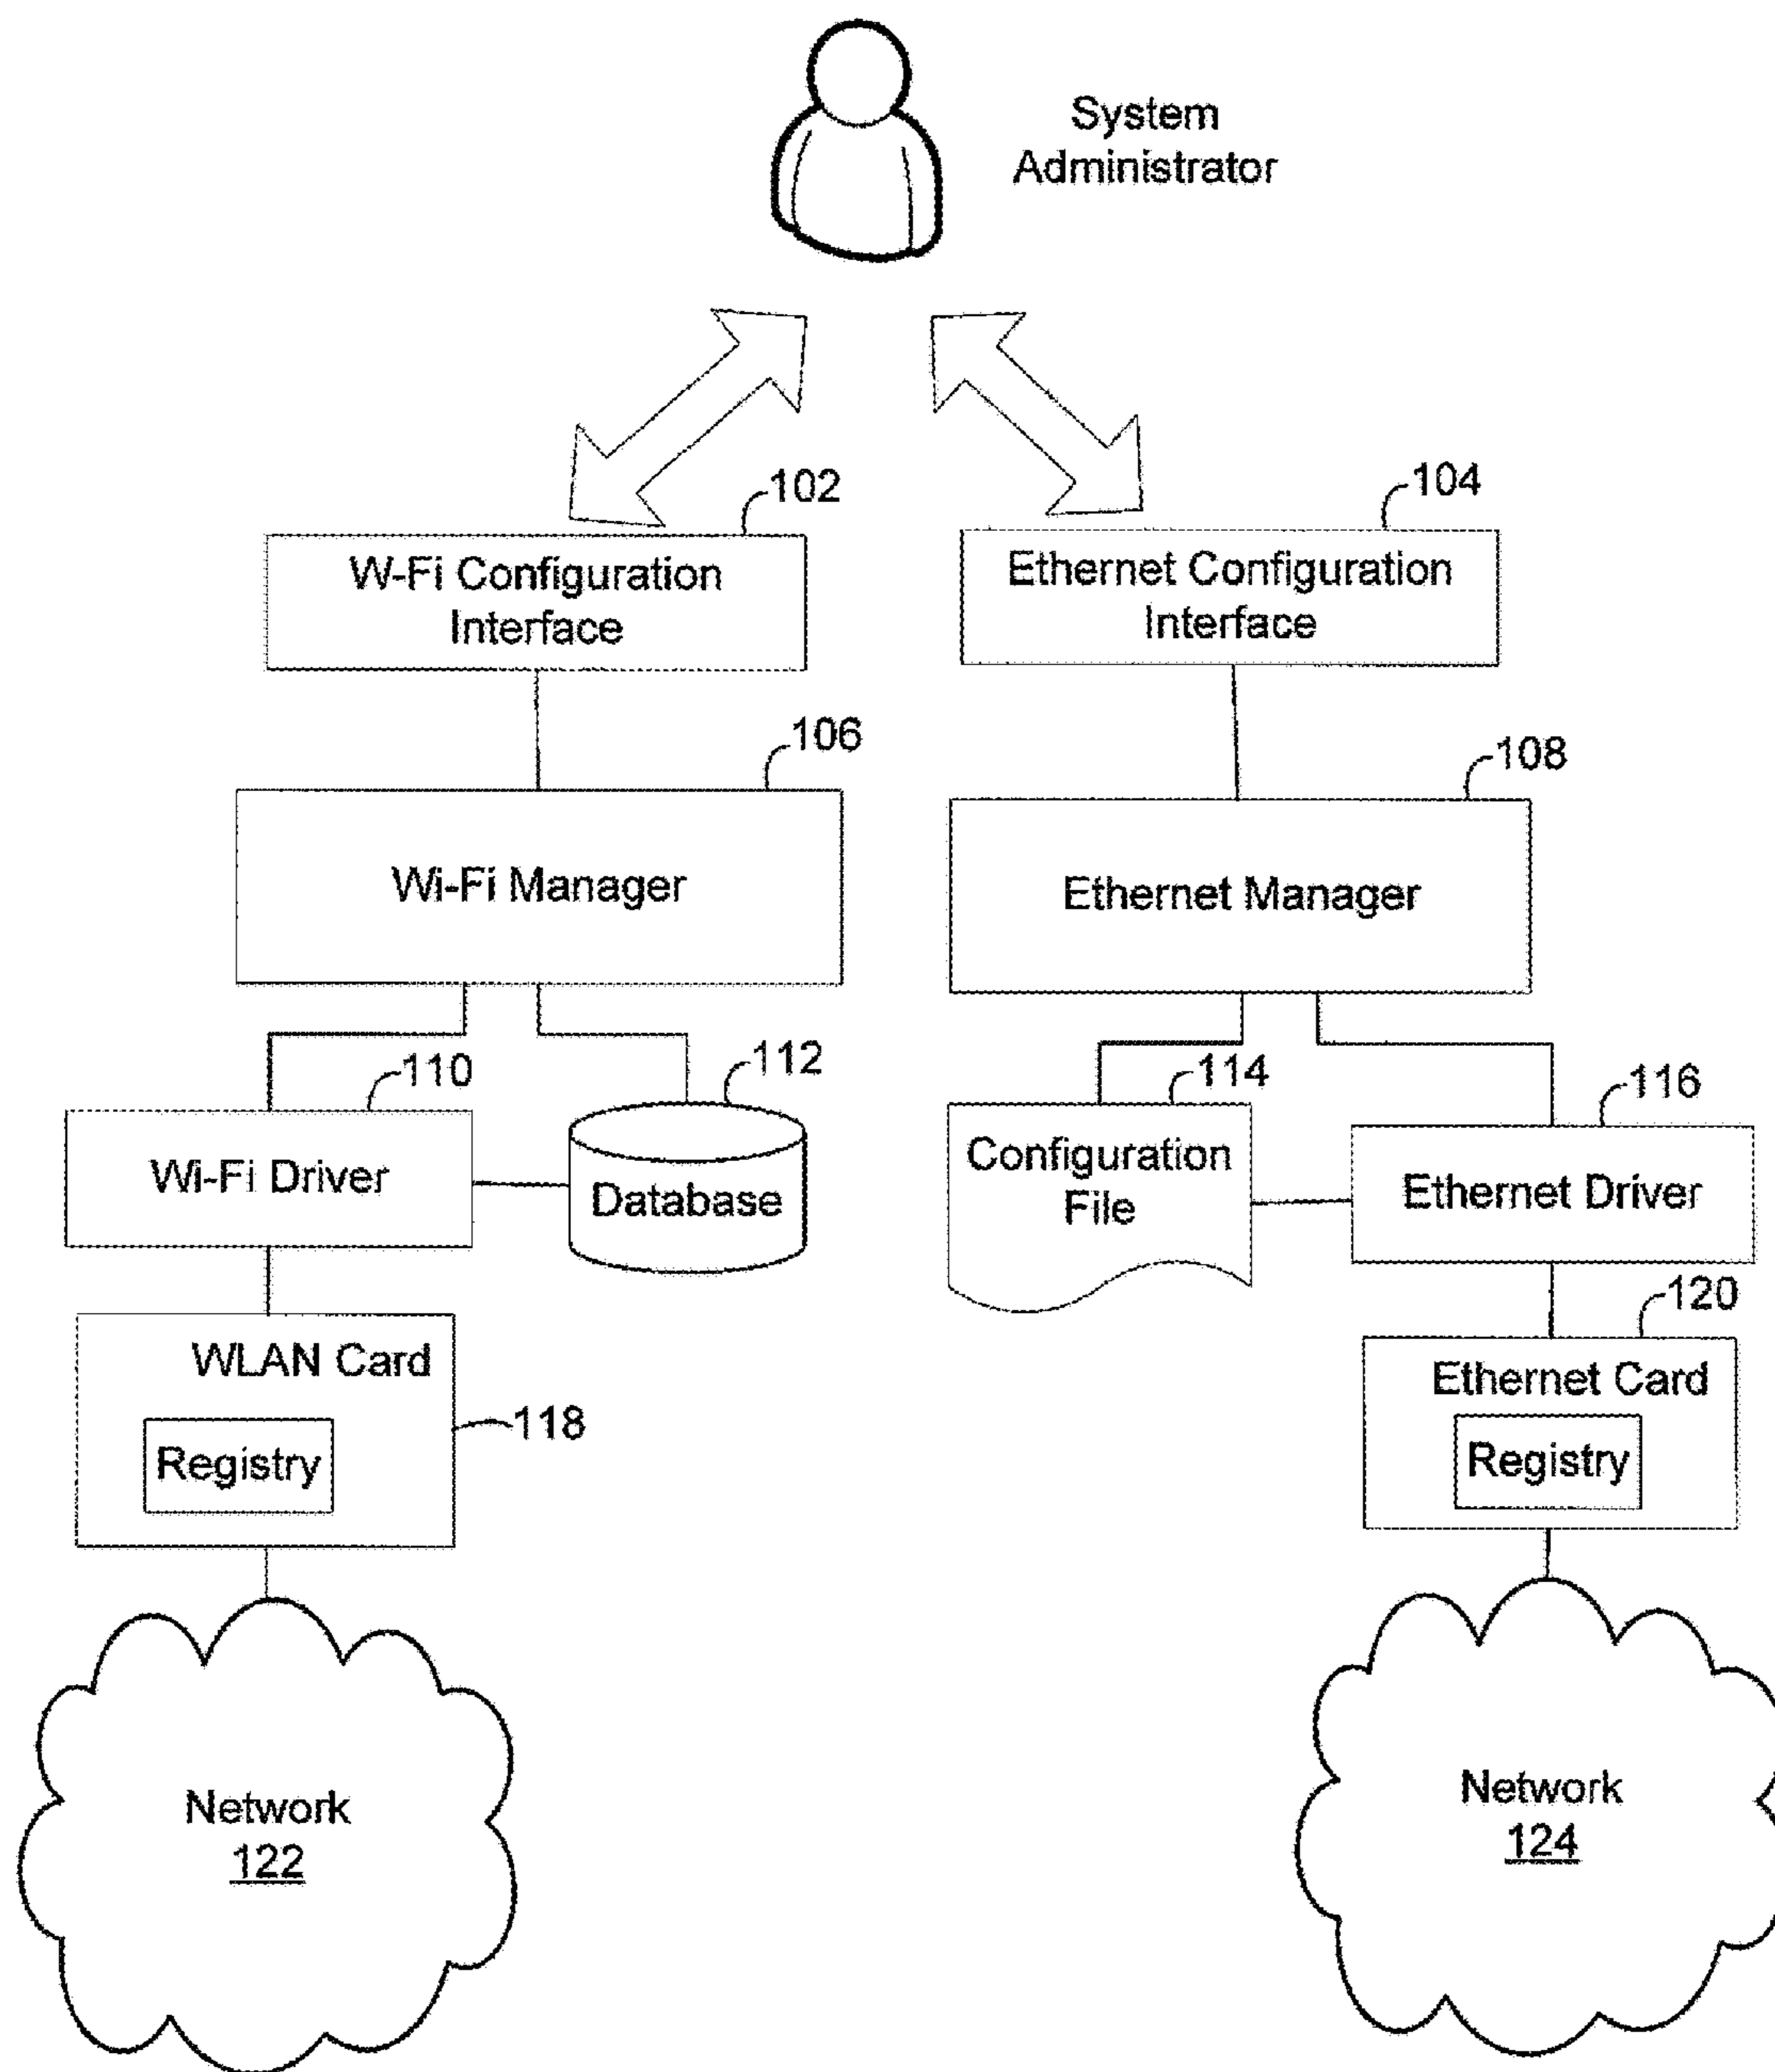 System
Administrator
102
104
W-Fi Configuration
Interface
Ethernet Configuration
Interface
106
108
Wi-Fi Manager
Ethernet Manager
110
112
114
116
Wi-Fi Driver
Database
Configuration
File
Ethernet Driver
120
WLAN Card
118
Registry
Ethernet Card
Registry
Network
122
Network
124